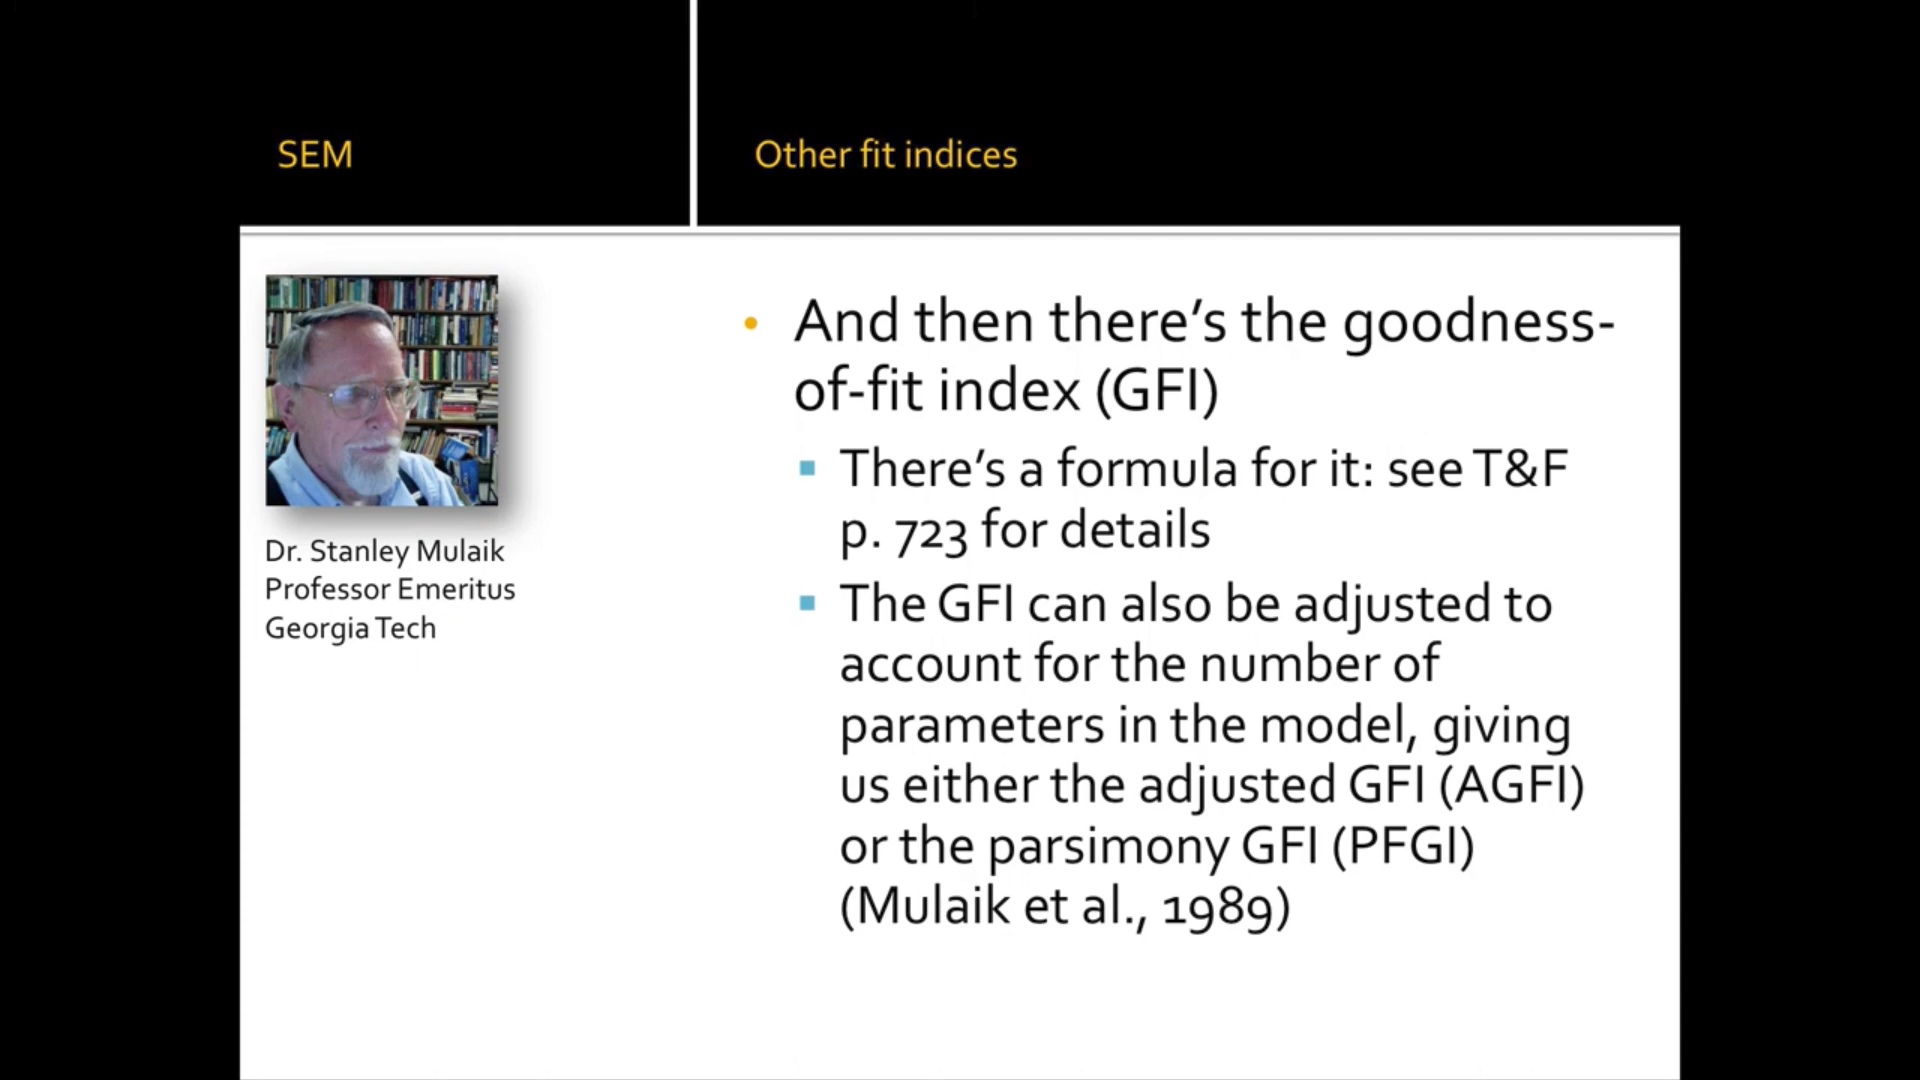 SEM
Other fit indices
Dr. Stanley Mulaik
Professor Emeritus
Georgia Tech
And then there's the goodness-
of-fit index (GFI)
There's a formula for it: see T&F
p. 723 for details
The GFI can also be adjusted to
account for the number of
parameters in the model, giving
us either the adjusted GFI (AGFI)
or the parsimony GFI (PFGI)
(Mulaik et al., 1989)